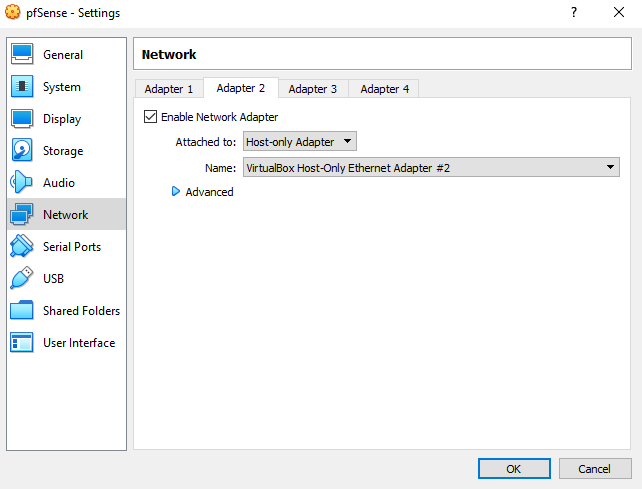 pfSense - Settings
?
General
System
Display
Storage
Audio
Network
Serial Ports
USB
Shared Folders
User Interface
Network
Adapter 1 Adapter 2 Adapter 3 Adapter 4
Enable Network Adapter
Attached to: Host-only Adapter
Name: VirtualBox Host-Only Ethernet Adapter #2
Advanced
OK Cancel